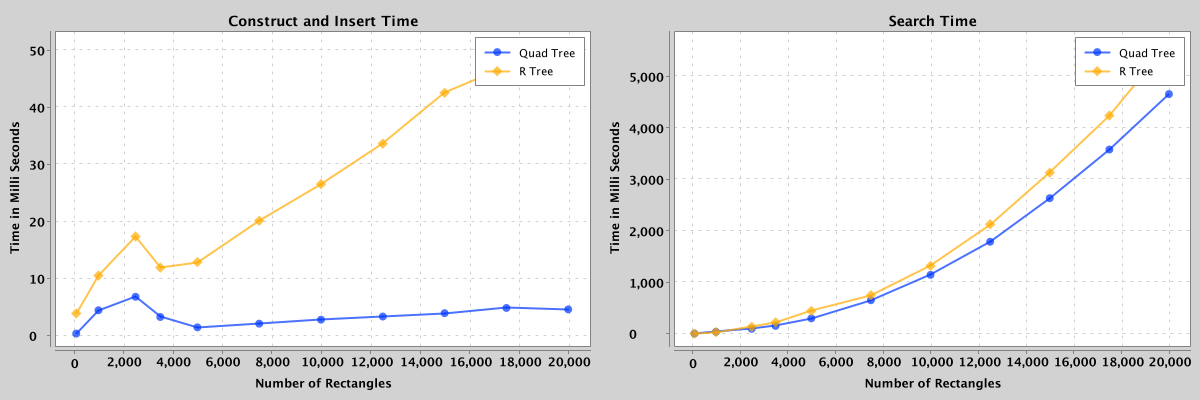 Construct and Insert Time
Time in Milli Seconds
50
40
30
20
10
0
Quad Tree
R Tree
0 2,000 4,000 6,000 8,000 10,000 12,000 14,000 16,000 18,000 20,000
Number of Rectangles
Search Time
Time in Milli Seconds
5,000
4,000
3,000
2,000
1,000
0
Quad Tree
R Tree
0 2,000 4,000 6,000 8,000 10,000 12,000 14,000 16,000 18,000 20,000
Number of Rectangles